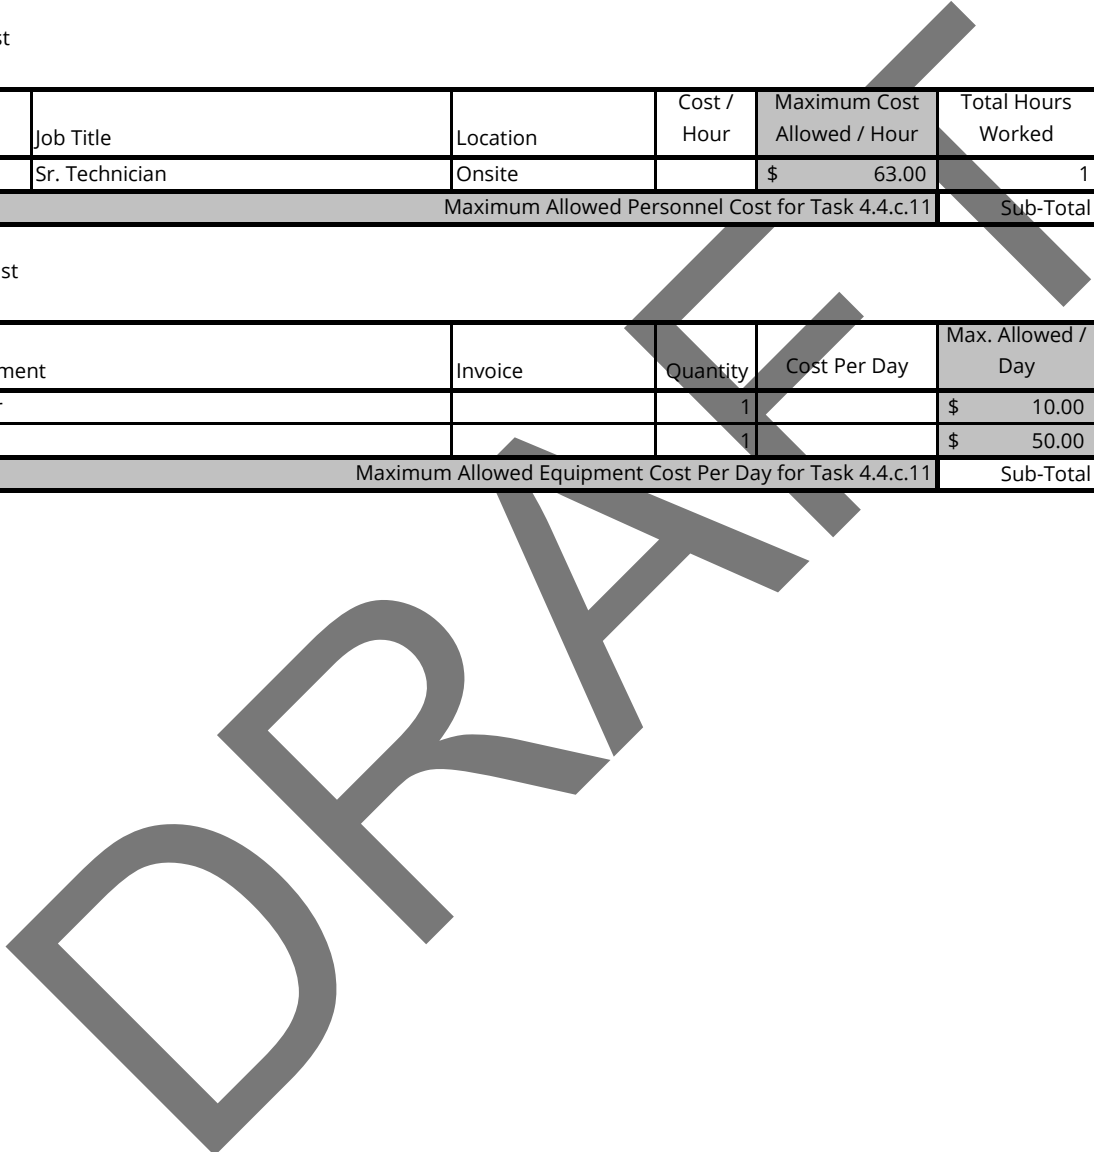 st
Job Title Location Cost / Hour Maximum Cost Allowed / Hour Total Hours Worked
Sr. Technician Onsite $ 63.00 1
Maximum Allowed Personnel Cost for Task 4.4.c.11 Sub-Total
st
ment Invoice Quantity Cost Per Day Max. Allowed / Day
1 $ 10.00
1 $ 50.00
Maximum Allowed Equipment Cost Per Day for Task 4.4.c.11 Sub-Total
DRAFT